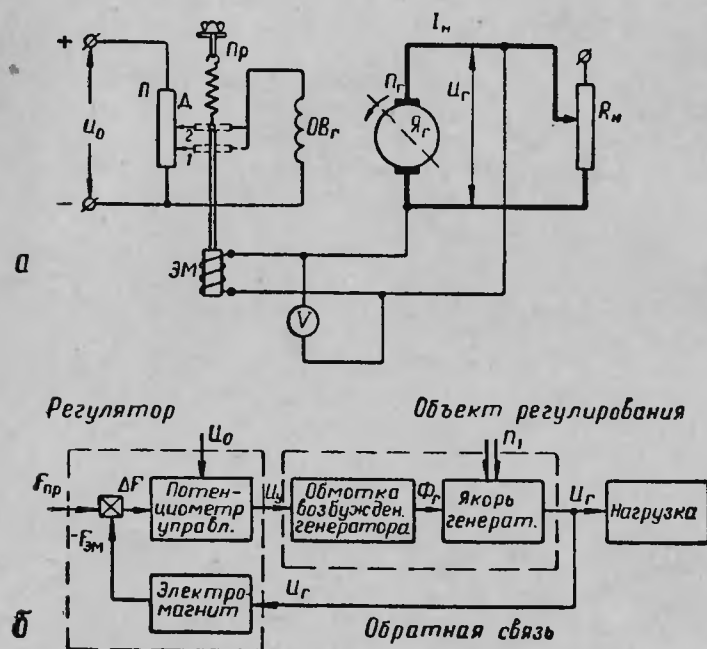 +
Пр
Iн
П
Д
nг
Uг
Rн
U₀
2
1
ОВг
Яг
−
а
ЭМ
V
Регулятор
Объект регулирования
U₀
n₁
Fпр
ΔF
Потен-
циометр
управл.
Uу
Обмотка
возбужден.
генератора
Фг
Якорь
генерат.
Uг
Нагрузка
-Fэм
Электро-
магнит
Uг
б
Обратная связь